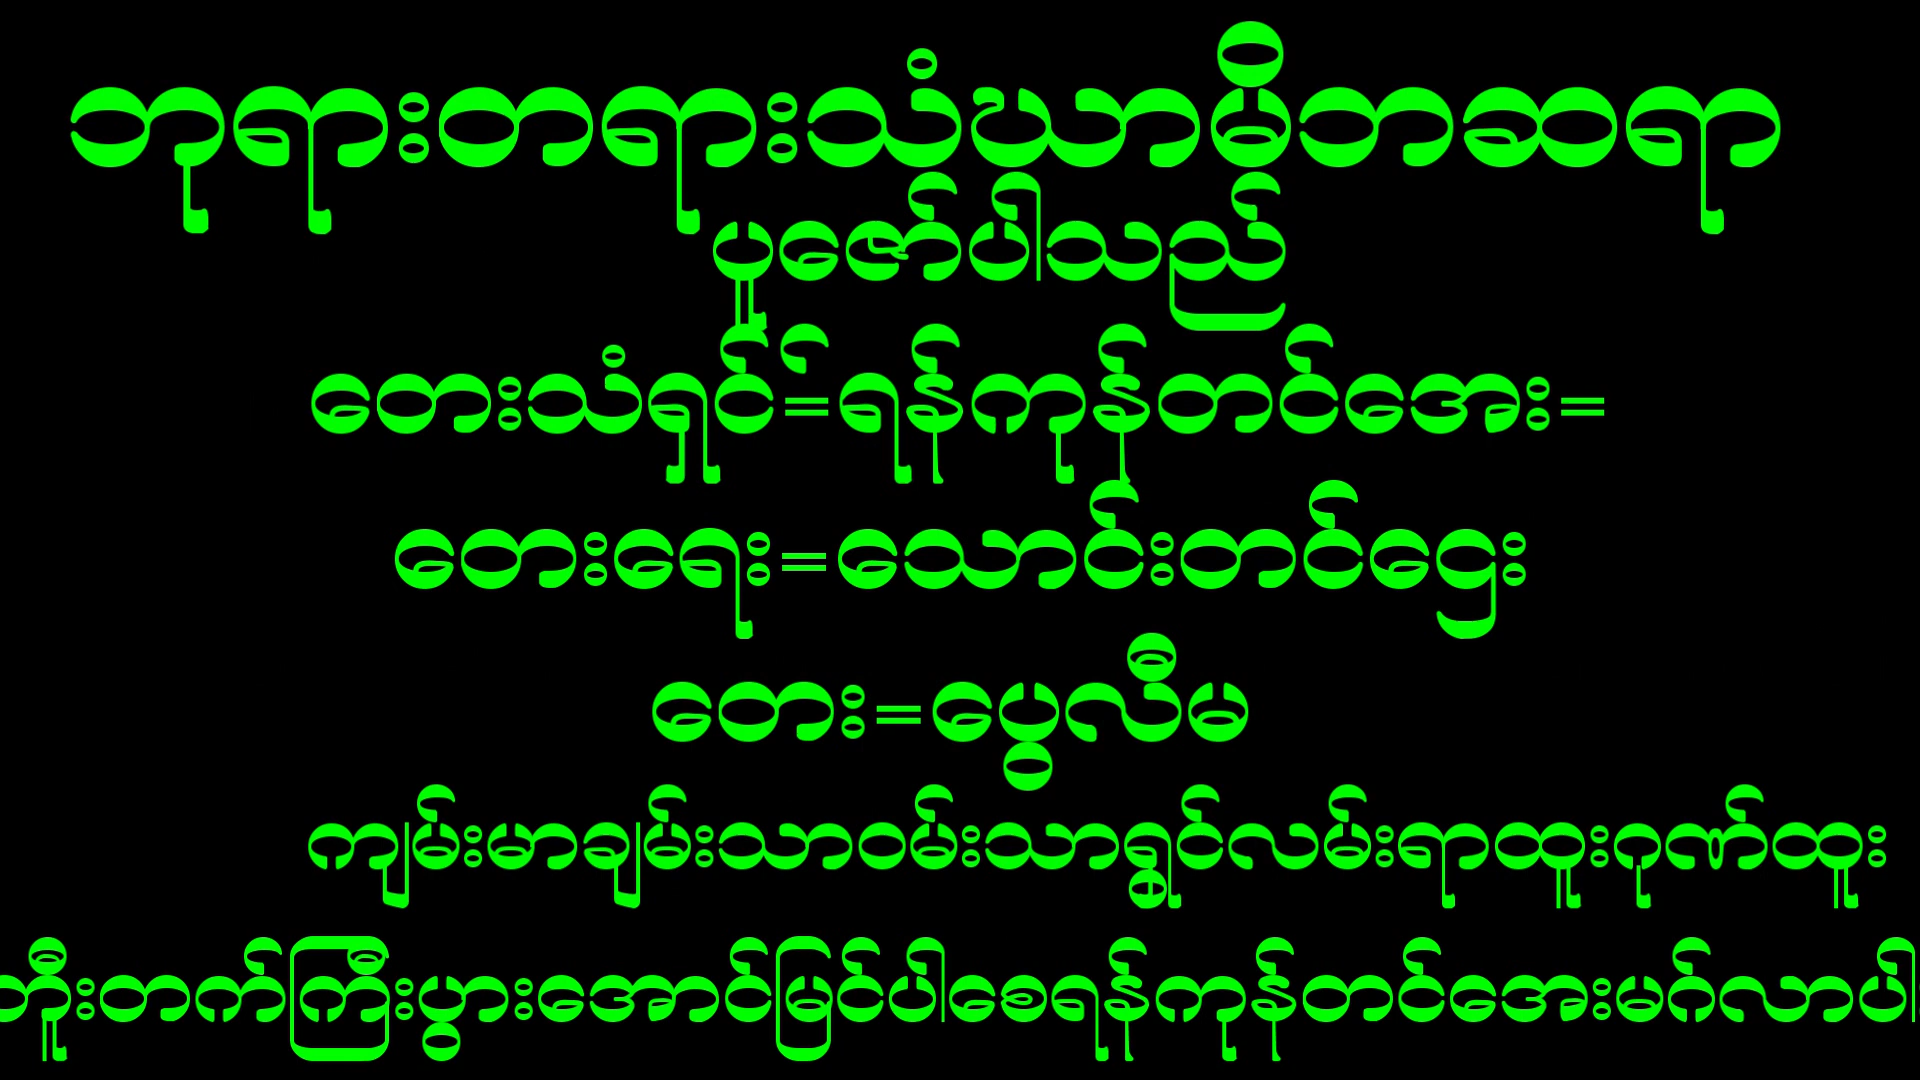 ဘုရားတရားသံဃာမိဘဆရာ
ပူဇော်ပါသည်
တေးသံရှင််=ရန်ကုန်တင်အေး=
တေးရေး=သောင်းတင်ဌေး
တေး=ပွေလီမ
ကျမ်းမာချမ်းသာဝမ်းသာရွှင်လမ်းရာထူးဂုဏ်ထူး
တက်ကြီးပွားအောင်မြင်ပါစေရန်ကုန်တင်အေးမဂ်လာပါ